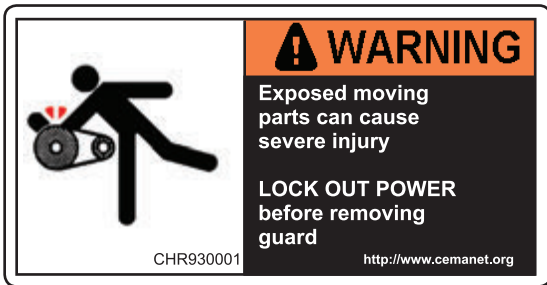 WARNING
Exposed moving
parts can cause
severe injury
LOCK OUT POWER
before removing
guard
CHR930001
http://www.cemanet.org